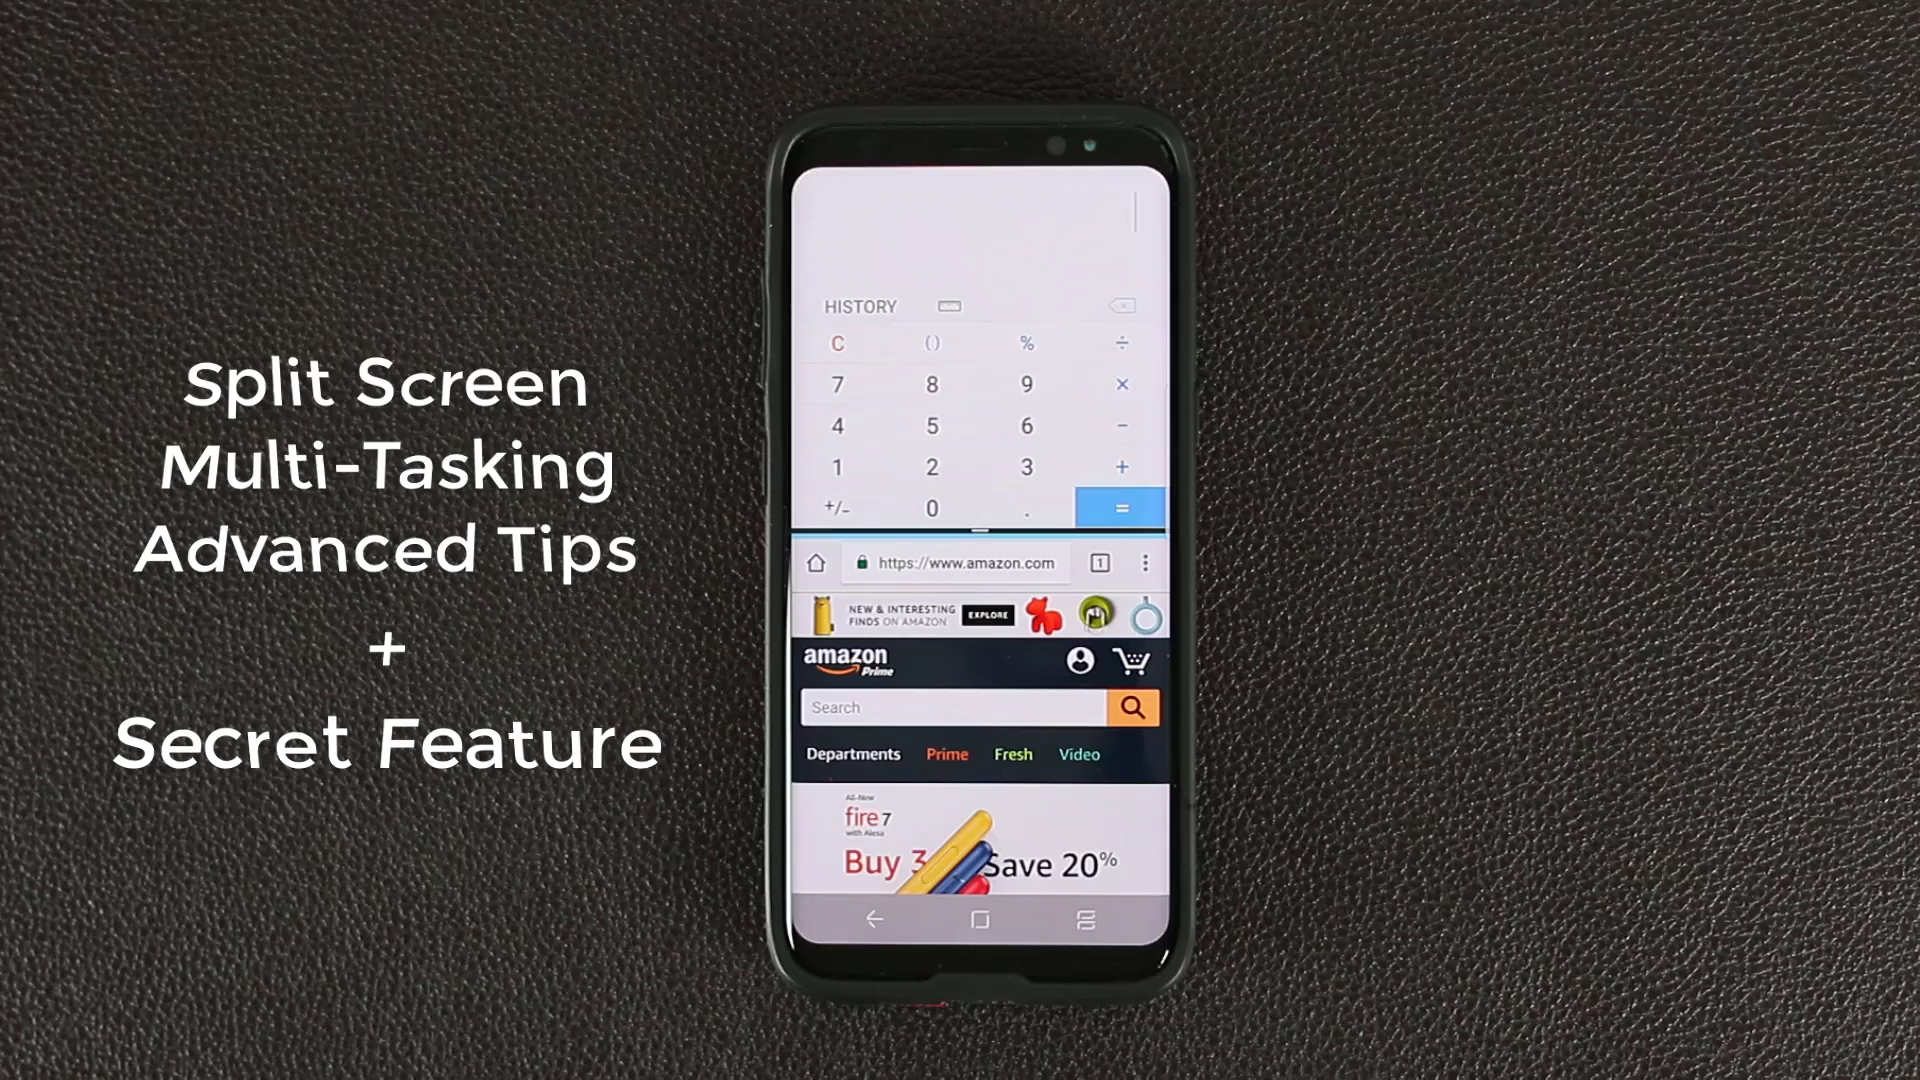 Split Screen
Multi-Tasking
Advanced Tips
+
Secret Feature
HISTORY
C () % ÷
7 8 9 ×
4 5 6 −
1 2 3 +
+/− 0 . =
https://www.amazon.com 1
NEW & INTERESTING
FINDS ON AMAZON
EXPLORE
amazon
Prime
Search
Departments Prime Fresh Video
All-New
fire 7
with Alexa
Buy 3 Save 20%